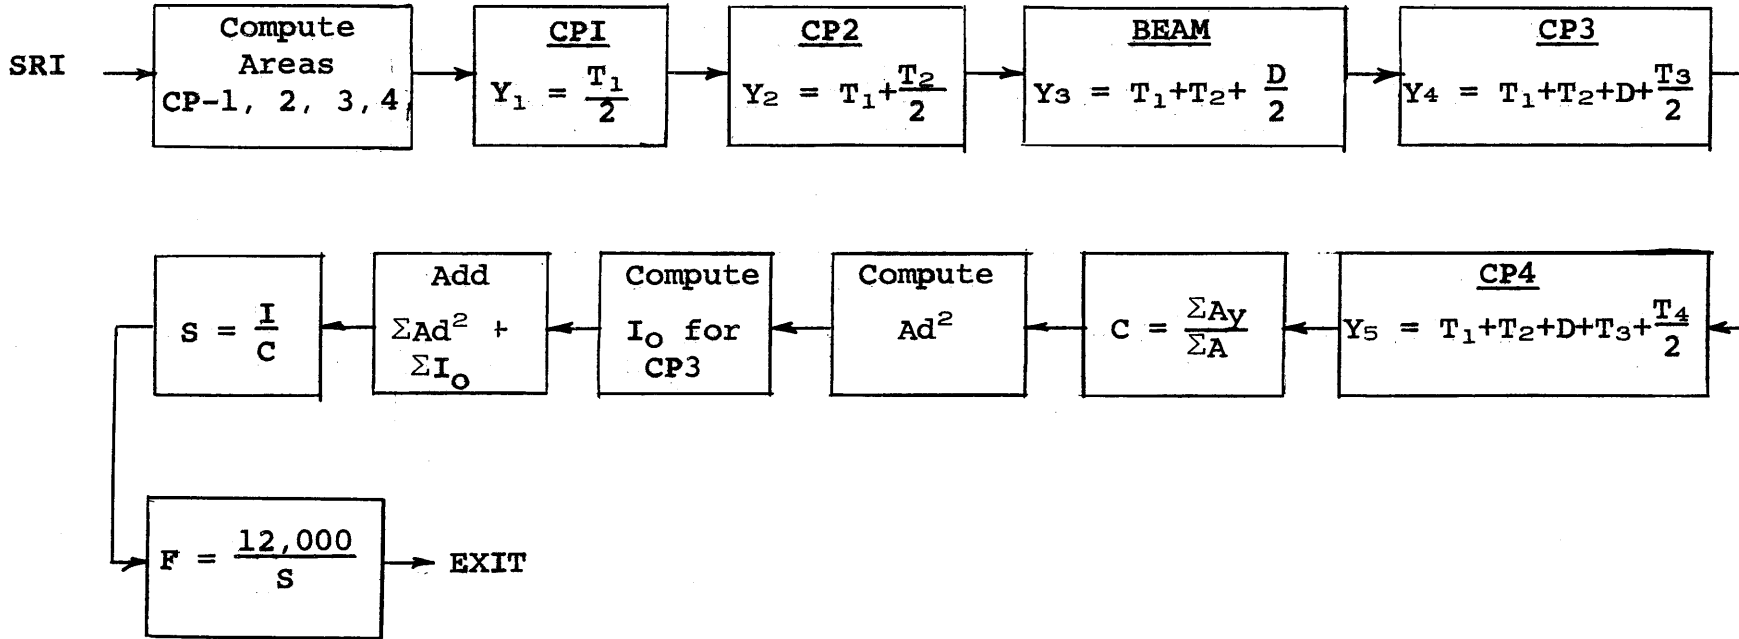 SRI
Compute
Areas
CP-1, 2, 3, 4,
CPI
Y₁ = T₁/2
CP2
Y₂ = T₁+T₂/2
BEAM
Y₃ = T₁+T₂+ D/2
CP3
Y₄ = T₁+T₂+D+T₃/2
CP4
Y₅ = T₁+T₂+D+T₃+T₄/2
C = ΣAy/ΣA
Compute
Ad²
Compute
I₀ for
CP3
Add
ΣAd² +
ΣI₀
S = I/C
F = 12,000/S
EXIT